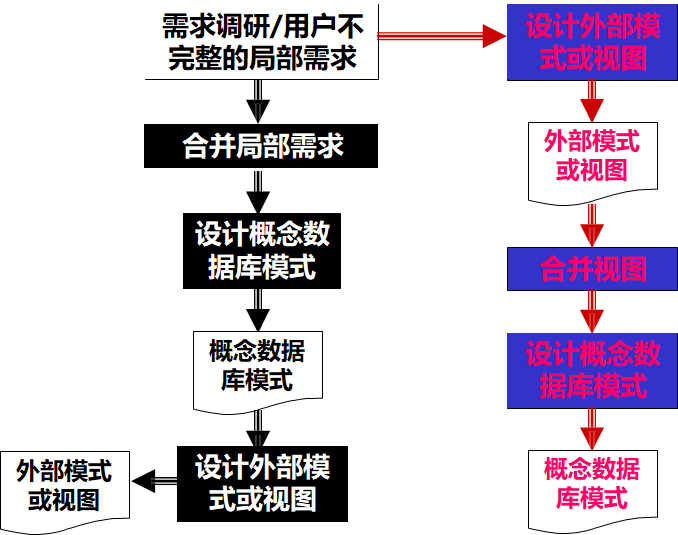 需求调研/用户不
完整的局部需求
合并局部需求
设计概念数
据库模式
概念数据
库模式
设计外部模
式或视图
外部模式
或视图
设计外部模
式或视图
外部模式
或视图
合并视图
设计概念数
据库模式
概念数据
库模式